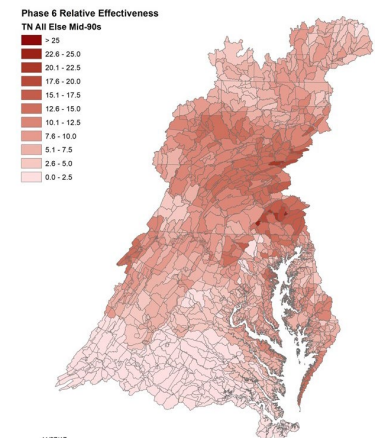 Phase 6 Relative Effectiveness
TN All Else Mid-90s
> 25
22.6 - 25.0
20.1 - 22.5
17.6 - 20.0
15.1 - 17.5
12.6 - 15.0
10.1 - 12.5
7.6 - 10.0
5.1 - 7.5
2.6 - 5.0
0.0 - 2.5